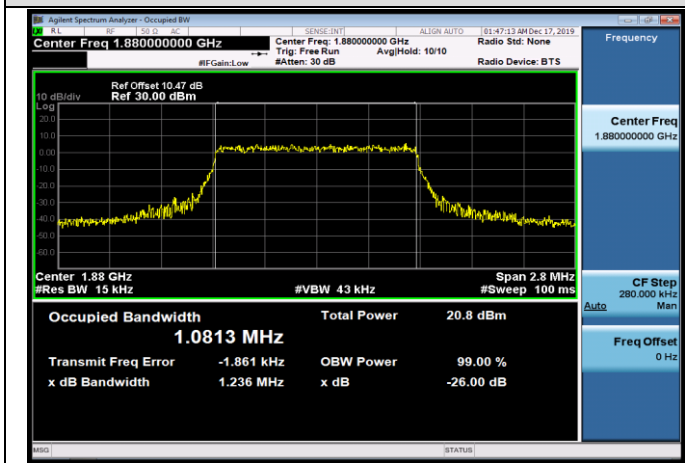 Agilent Spectrum Analyzer - Occupied BW
RL RF 50 Ω AC SENSE:INT ALIGN AUTO 01:47:13 AM Dec 17, 2019
Center Freq 1.880000000 GHz
Center Freq: 1.880000000 GHz
Radio Std: None
Trig: Free Run Avg|Hold: 10/10
#IFGain:Low #Atten: 30 dB Radio Device: BTS
Frequency
Ref Offset 10.47 dB
10 dB/div Ref 30.00 dBm
Log
20.0
10.0
0.00
-10.0
-20.0
-30.0
-40.0
-50.0
-60.0
Center 1.88 GHz Span 2.8 MHz
#Res BW 15 kHz #VBW 43 kHz #Sweep 100 ms
Occupied Bandwidth Total Power 20.8 dBm
1.0813 MHz
Transmit Freq Error -1.861 kHz OBW Power 99.00 %
x dB Bandwidth 1.236 MHz x dB -26.00 dB
Center Freq
1.880000000 GHz
CF Step
280.000 kHz
Auto Man
Freq Offset
0 Hz
MSG STATUS